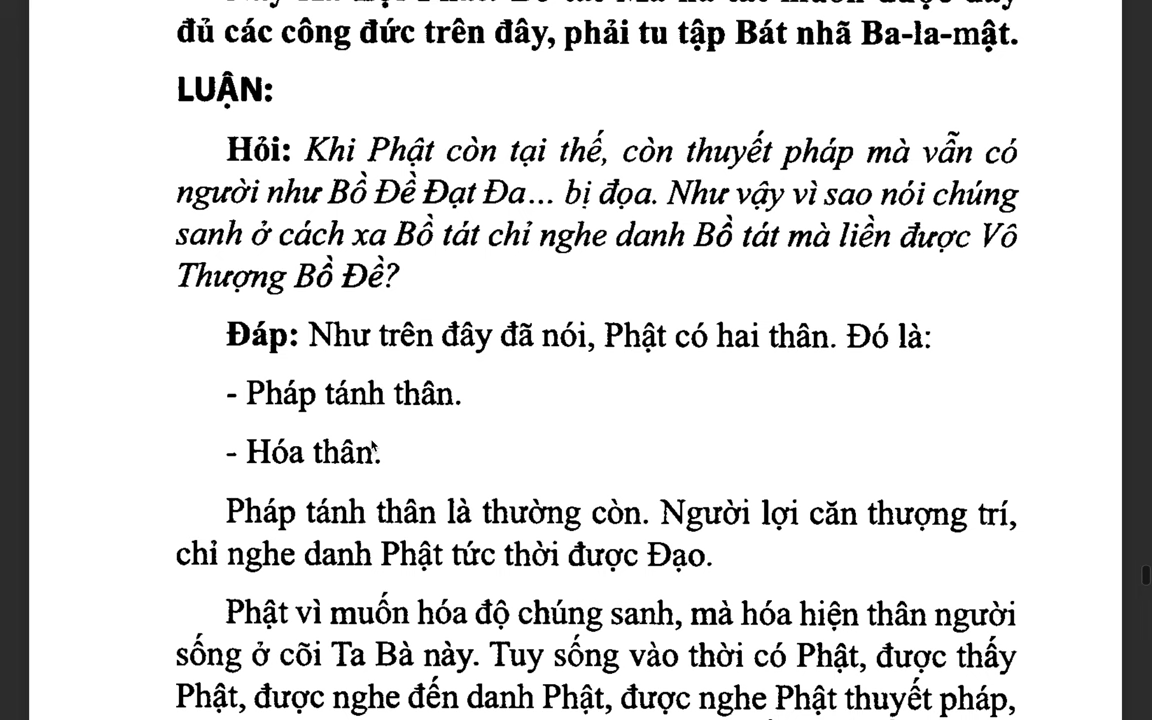 đủ các công đức trên đây, phải tu tập Bát nhã Ba-la-mật.
LUẬN:
Hỏi: Khi Phật còn tại thế, còn thuyết pháp mà vẫn có
người như Bồ Đề Đạt Đa... bị đọa. Như vậy vì sao nói chúng
sanh ở cách xa Bồ tát chỉ nghe danh Bồ tát mà liền được Vô
Thượng Bồ Đề?
Đáp: Như trên đây đã nói, Phật có hai thân. Đó là:
- Pháp tánh thân.
- Hóa thân.
Pháp tánh thân là thường còn. Người lợi căn thượng trí,
chỉ nghe danh Phật tức thời được Đạo.
Phật vì muốn hóa độ chúng sanh, mà hóa hiện thân người
sống ở cõi Ta Bà này. Tuy sống vào thời có Phật, được thấy
Phật, được nghe đến danh Phật, được nghe Phật thuyết pháp,